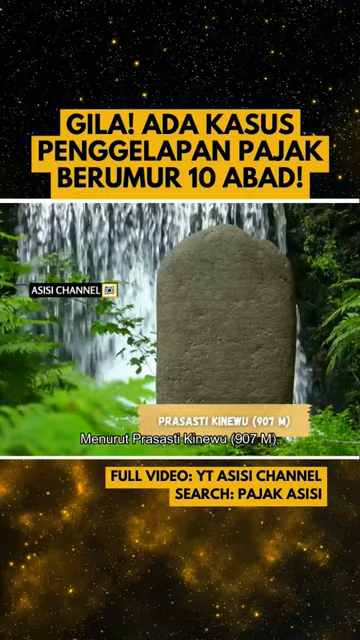 GILA! ADA KASUS
PENGGELAPAN PAJAK
BERUMUR 10 ABAD!
ASISI CHANNEL
PRASASTI KINEWU (907 M)
Menurut Prasasti Kinewu (907 M),
FULL VIDEO: YT ASISI CHANNEL
SEARCH: PAJAK ASISI